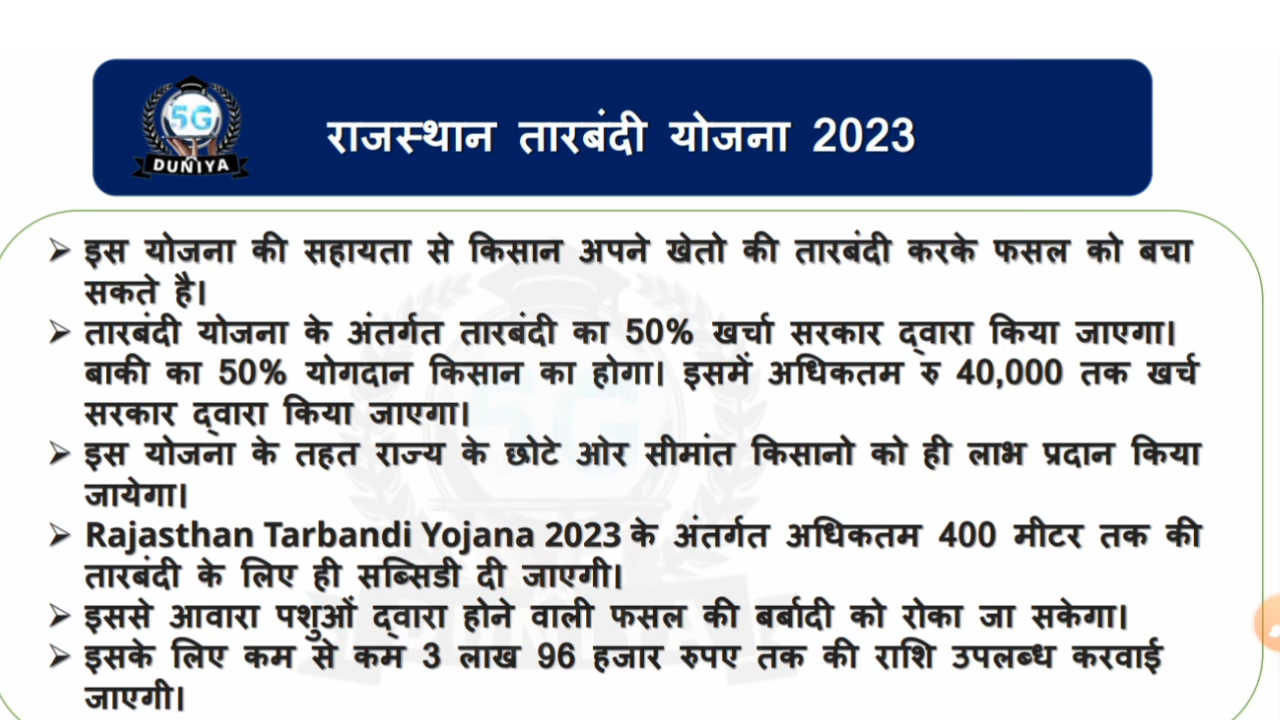 5G
DUNIYA
राजस्थान तारबंदी योजना 2023
➢ इस योजना की सहायता से किसान अपने खेतो की तारबंदी करके फसल को बचा
सकते है।
➢ तारबंदी योजना के अंतर्गत तारबंदी का 50% खर्चा सरकार द्वारा किया जाएगा।
बाकी का 50% योगदान किसान का होगा। इसमें अधिकतम रु 40,000 तक खर्च
सरकार द्वारा किया जाएगा।
➢ इस योजना के तहत राज्य के छोटे ओर सीमांत किसानो को ही लाभ प्रदान किया
जायेगा।
➢ Rajasthan Tarbandi Yojana 2023 के अंतर्गत अधिकतम 400 मीटर तक की
तारबंदी के लिए ही सब्सिडी दी जाएगी।
➢ इससे आवारा पशुओं द्वारा होने वाली फसल की बर्बादी को रोका जा सकेगा।
➢ इसके लिए कम से कम 3 लाख 96 हजार रुपए तक की राशि उपलब्ध करवाई
जाएगी।